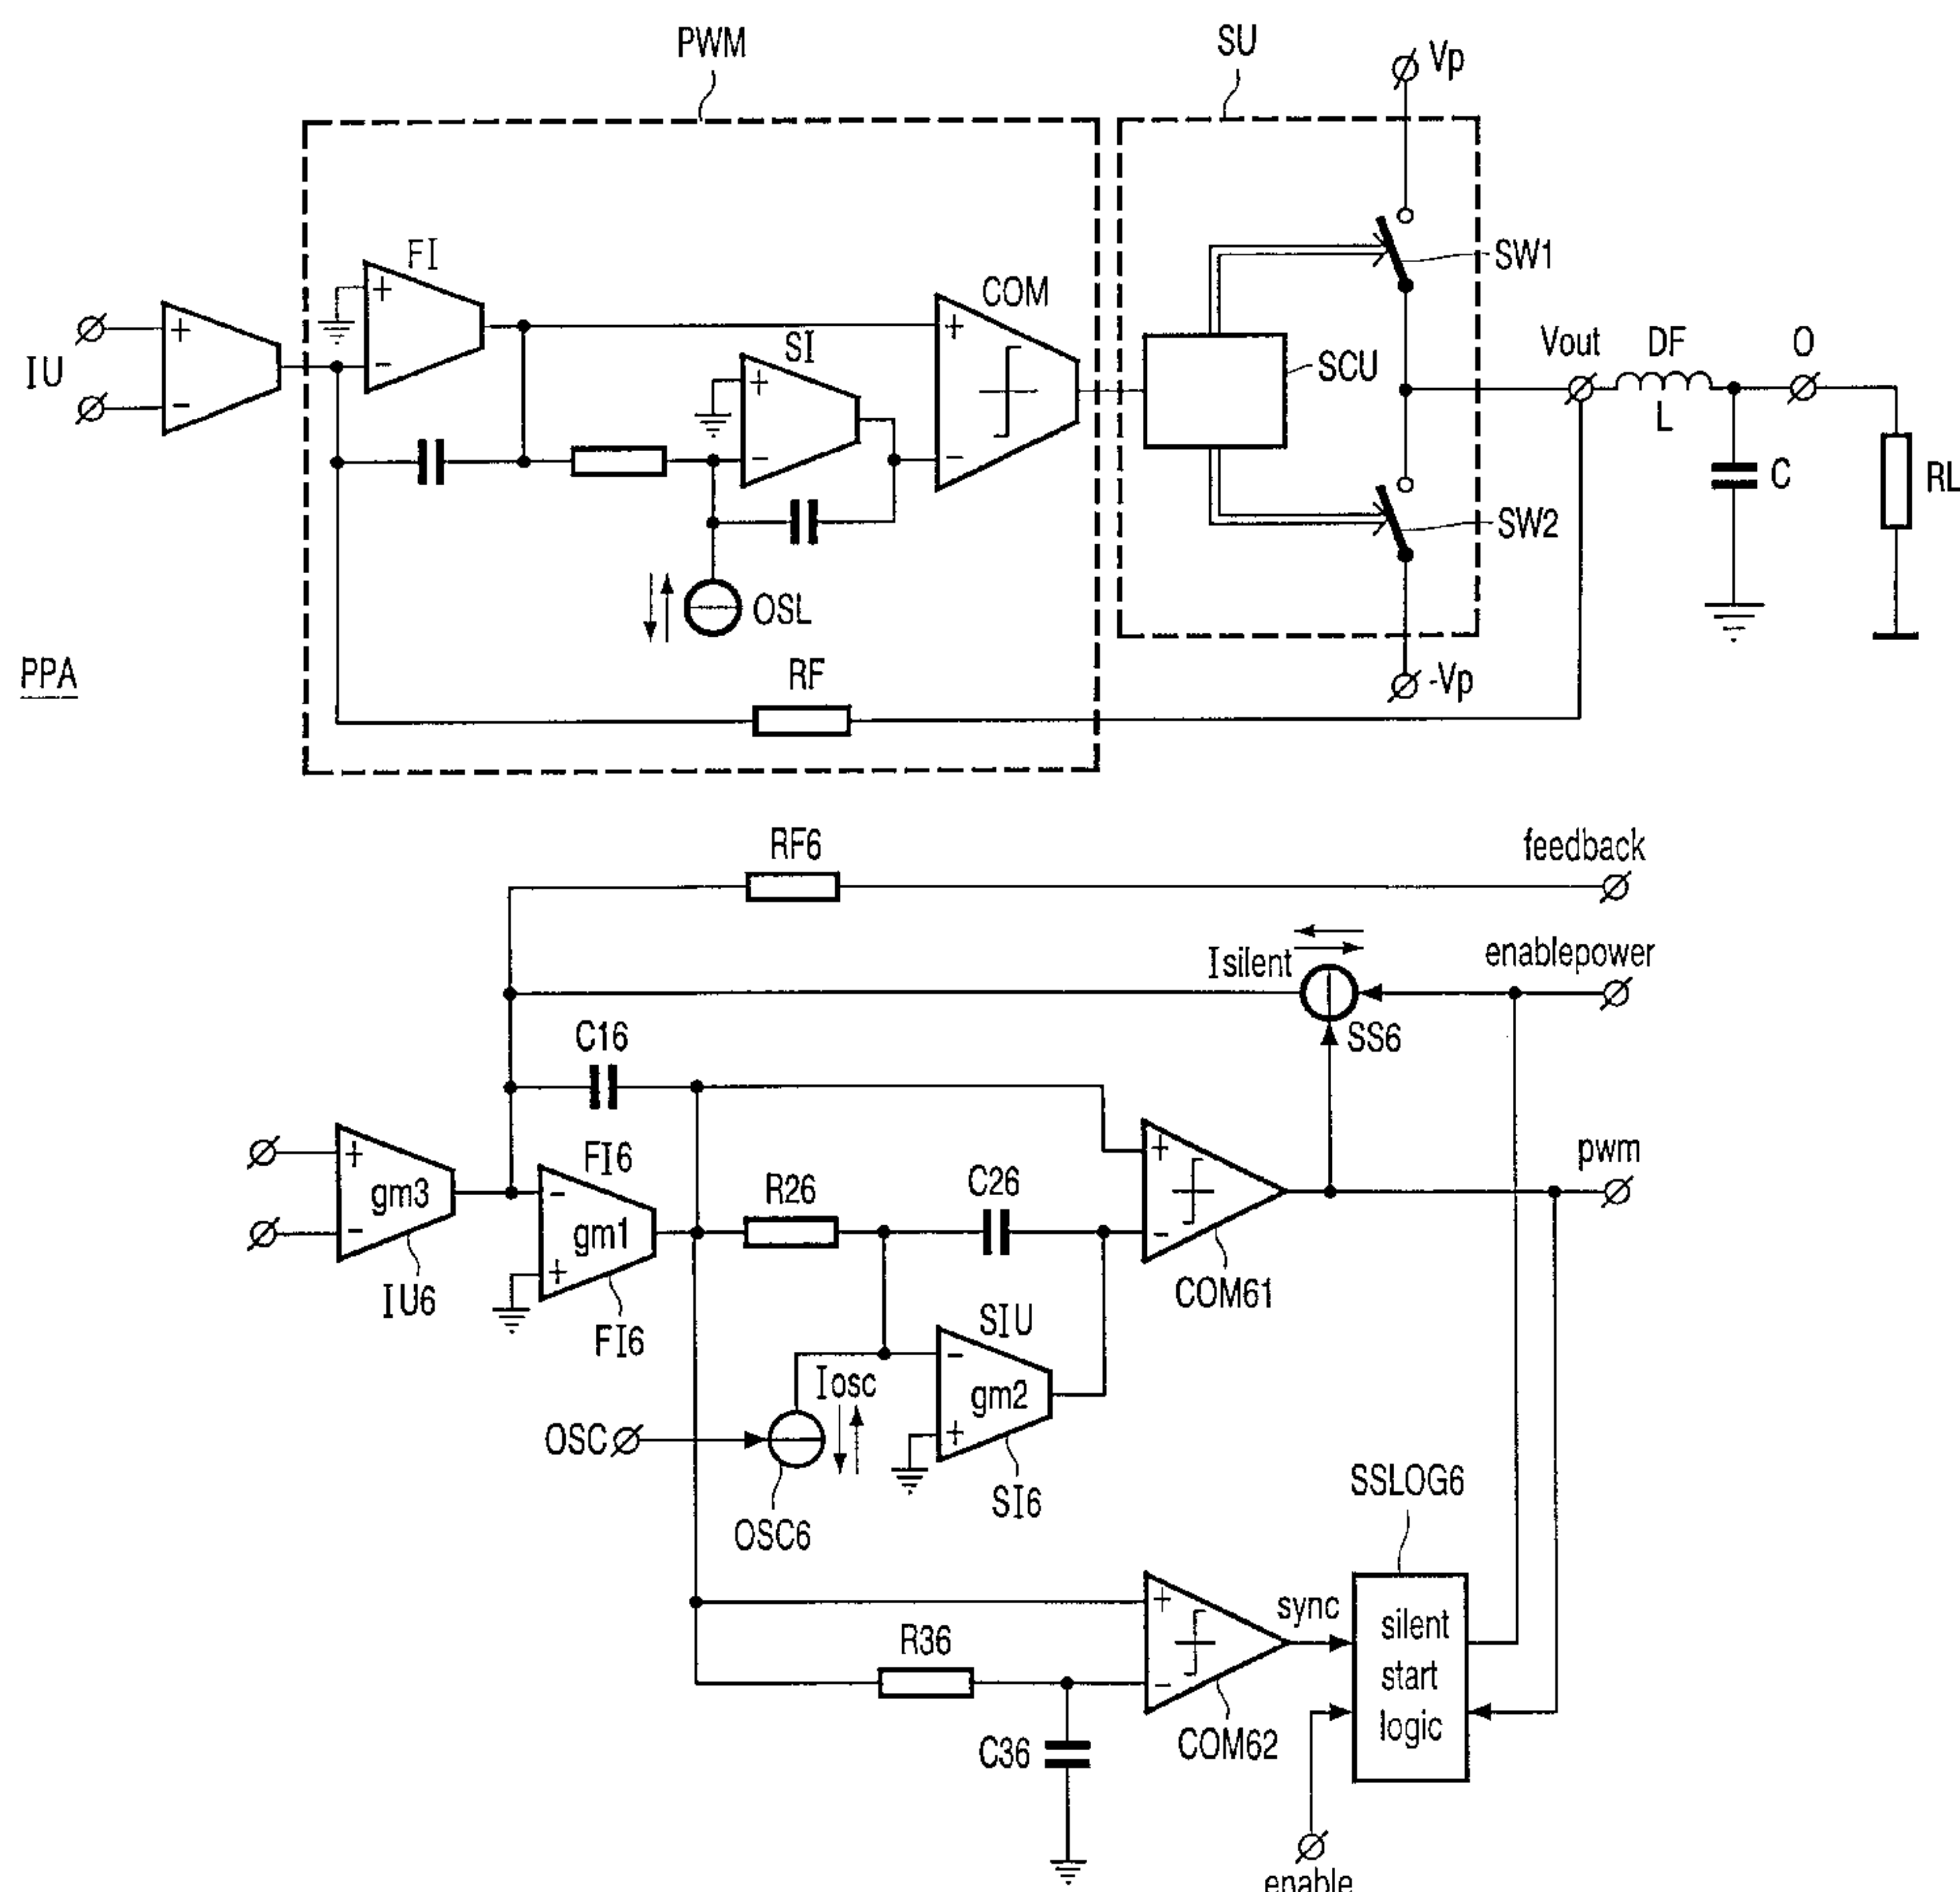 PWM
SU
Vp
FI
+
-
IU
+
-
COM
+
-
SI
+
-
SW1
SCU
Vout
DF
O
L
C
RL
SW2
OSL
PPA
RF
-Vp
RF6
feedback
enablepower
Isilent
SS6
C16
FI6
+
gm3
-
-
gm1
+
R26
C26
+
-
pwm
IU6
FI6
COM61
SIU
Iosc
-
gm2
+
OSC
SI6
OSC6
SSLOG6
+
-
sync
silent
start
logic
R36
COM62
C36
enable